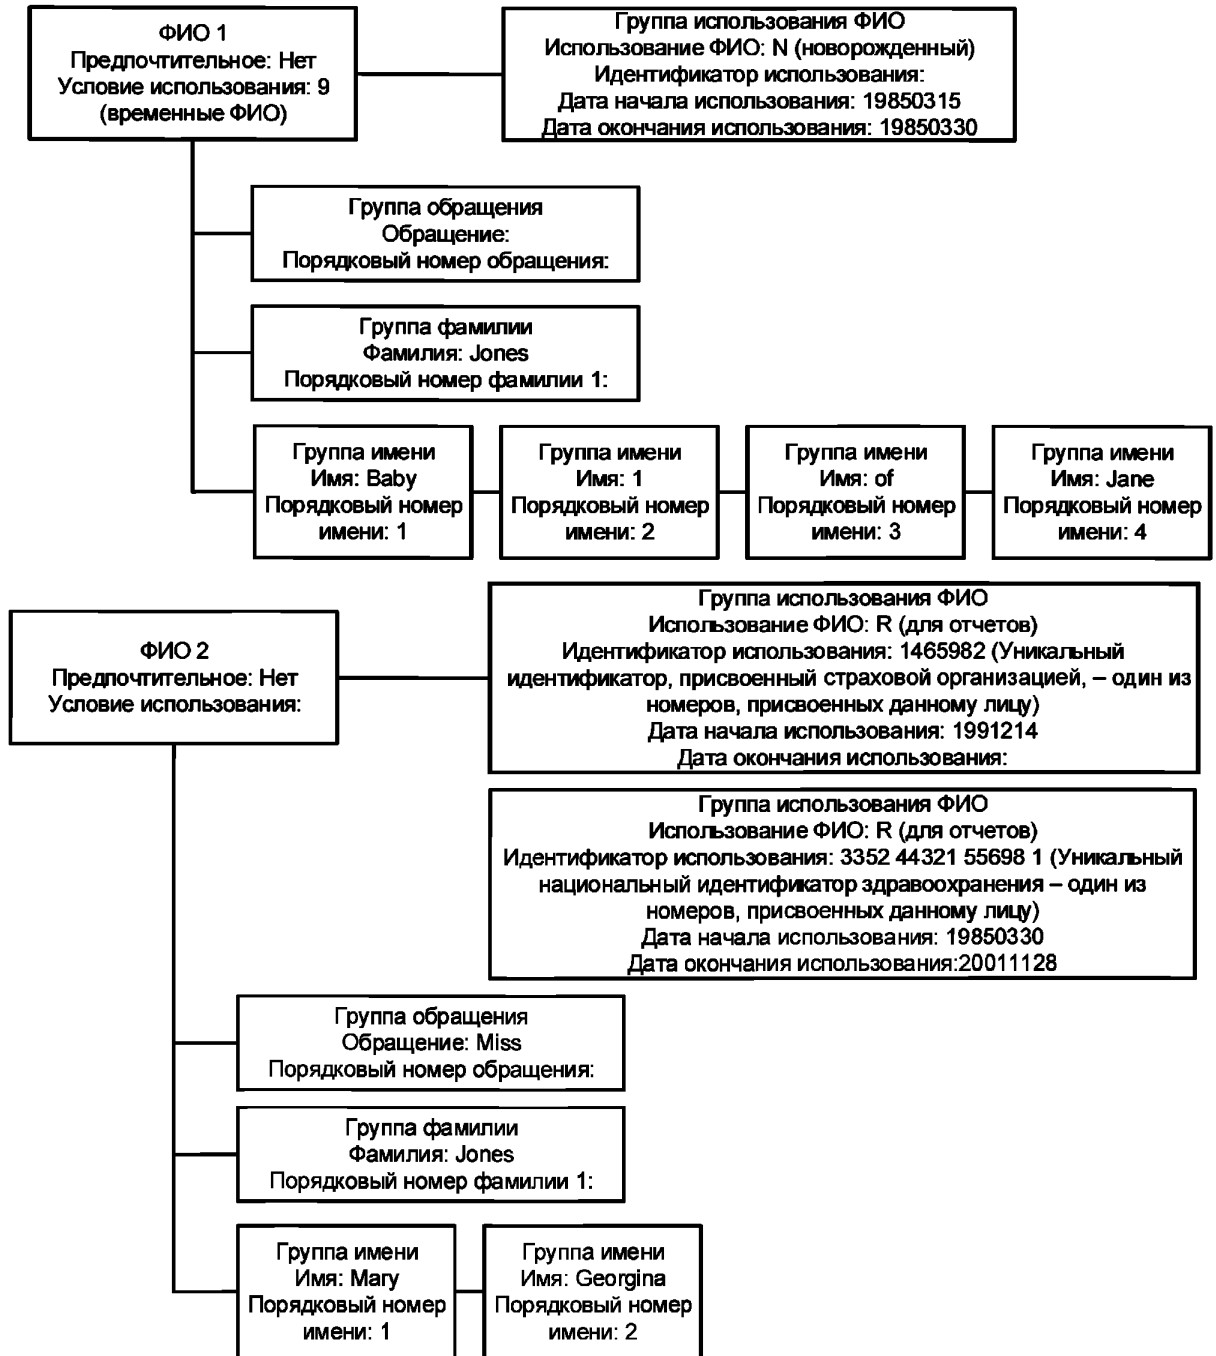 ФИО 1
Предпочтительное: Нет
Условие использования: 9
(временные ФИО)
Группа использования ФИО
Использование ФИО: N (новорожденный)
Идентификатор использования:
Дата начала использования: 19850315
Дата окончания использования: 19850330
Группа обращения
Обращение:
Порядковый номер обращения:
Группа фамилии
Фамилия: Jones
Порядковый номер фамилии 1:
Группа имени
Имя: Baby
Порядковый номер
имени: 1
Группа имени
Имя: 1
Порядковый номер
имени: 2
Группа имени
Имя: of
Порядковый номер
имени: 3
Группа имени
Имя: Jane
Порядковый номер
имени: 4
ФИО 2
Предпочтительное: Нет
Условие использования:
Группа использования ФИО
Использование ФИО: R (для отчетов)
Идентификатор использования: 1465982 (Уникальный
идентификатор, присвоенный страховой организацией, – один из
номеров, присвоенных данному лицу)
Дата начала использования: 1991214
Дата окончания использования:
Группа использования ФИО
Использование ФИО: R (для отчетов)
Идентификатор использования: 3352 44321 55698 1 (Уникальный
национальный идентификатор здравоохранения – один из
номеров, присвоенных данному лицу)
Дата начала использования: 19850330
Дата окончания использования:20011128
Группа обращения
Обращение: Miss
Порядковый номер обращения:
Группа фамилии
Фамилия: Jones
Порядковый номер фамилии 1:
Группа имени
Имя: Mary
Порядковый номер
имени: 1
Группа имени
Имя: Georgina
Порядковый номер
имени: 2